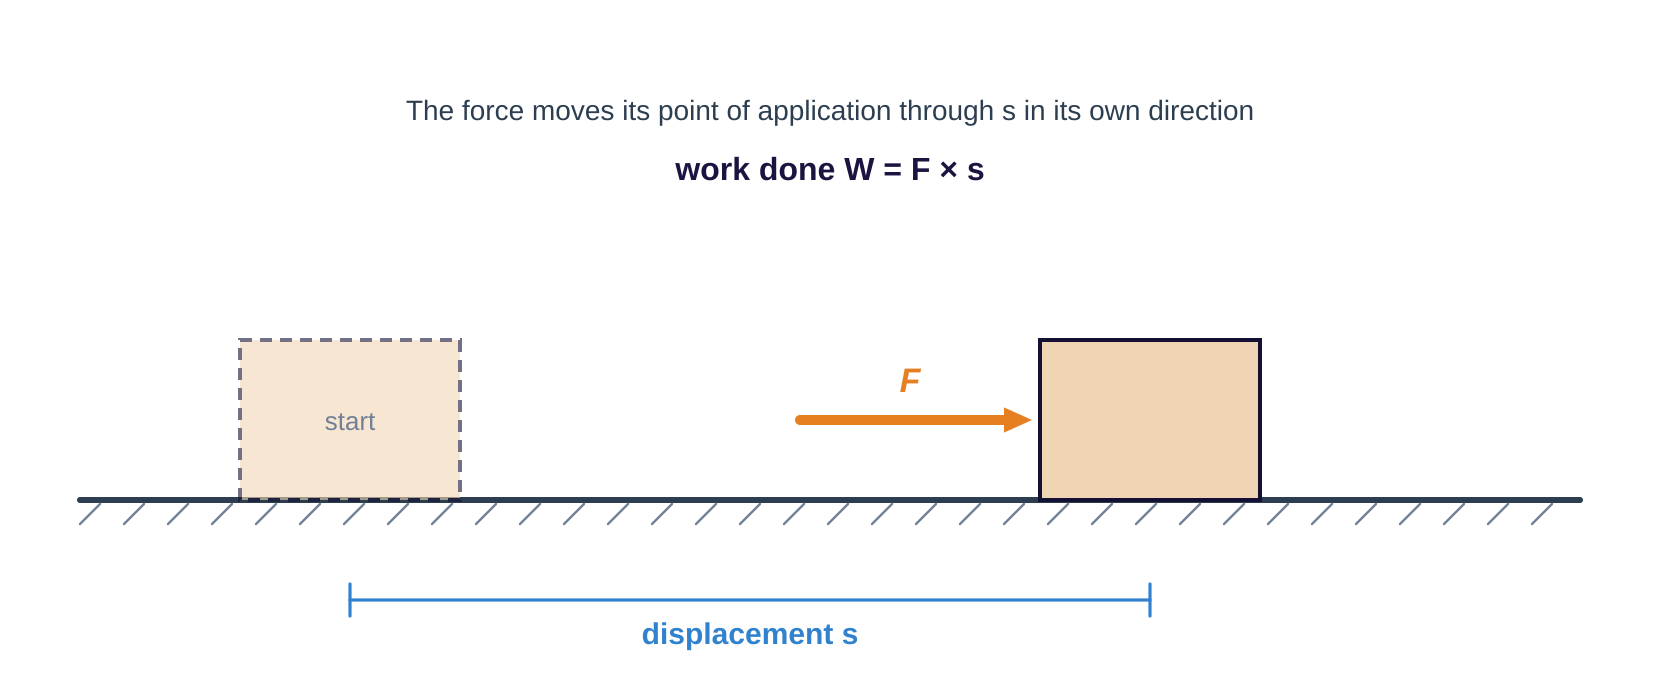 The force moves its point of application through s in its own direction
work done W = F × s
F
start
displacement s